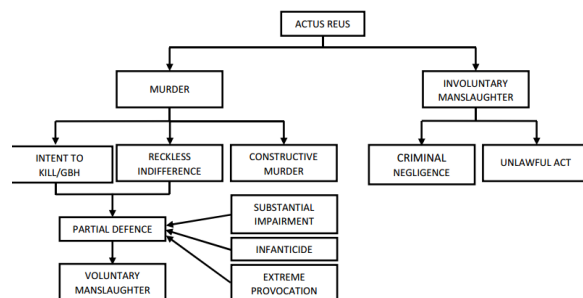 ACTUS REUS
MURDER
INVOLUNTARY
MANSLAUGHTER
INTENT TO
KILL/GBH
RECKLESS
INDIFFERENCE
CONSTRUCTIVE
MURDER
CRIMINAL
NEGLIGENCE
UNLAWFUL ACT
SUBSTANTIAL
IMPAIRMENT
PARTIAL DEFENCE
INFANTICIDE
VOLUNTARY
MANSLAUGHTER
EXTREME
PROVOCATION